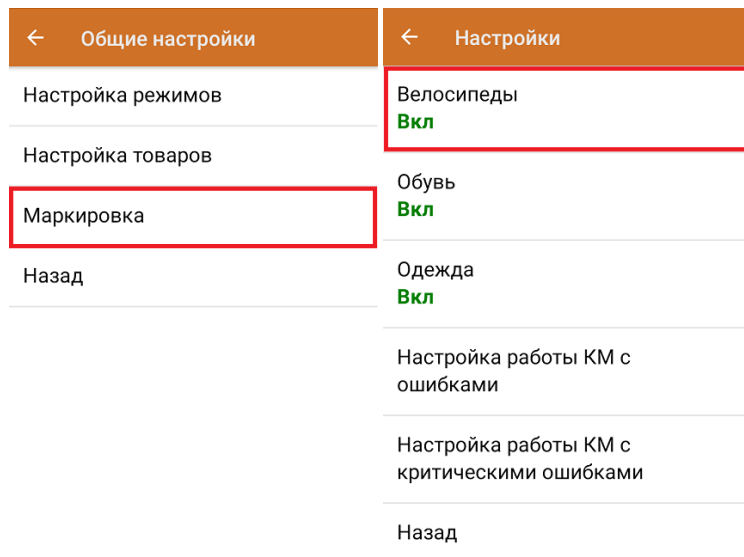 Общие настройки
Настройка режимов
Настройка товаров
Маркировка
Назад
Настройки
Велосипеды
Вкл
Обувь
Вкл
Одежда
Вкл
Настройка работы КМ с
ошибками
Настройка работы КМ с
критическими ошибками
Назад